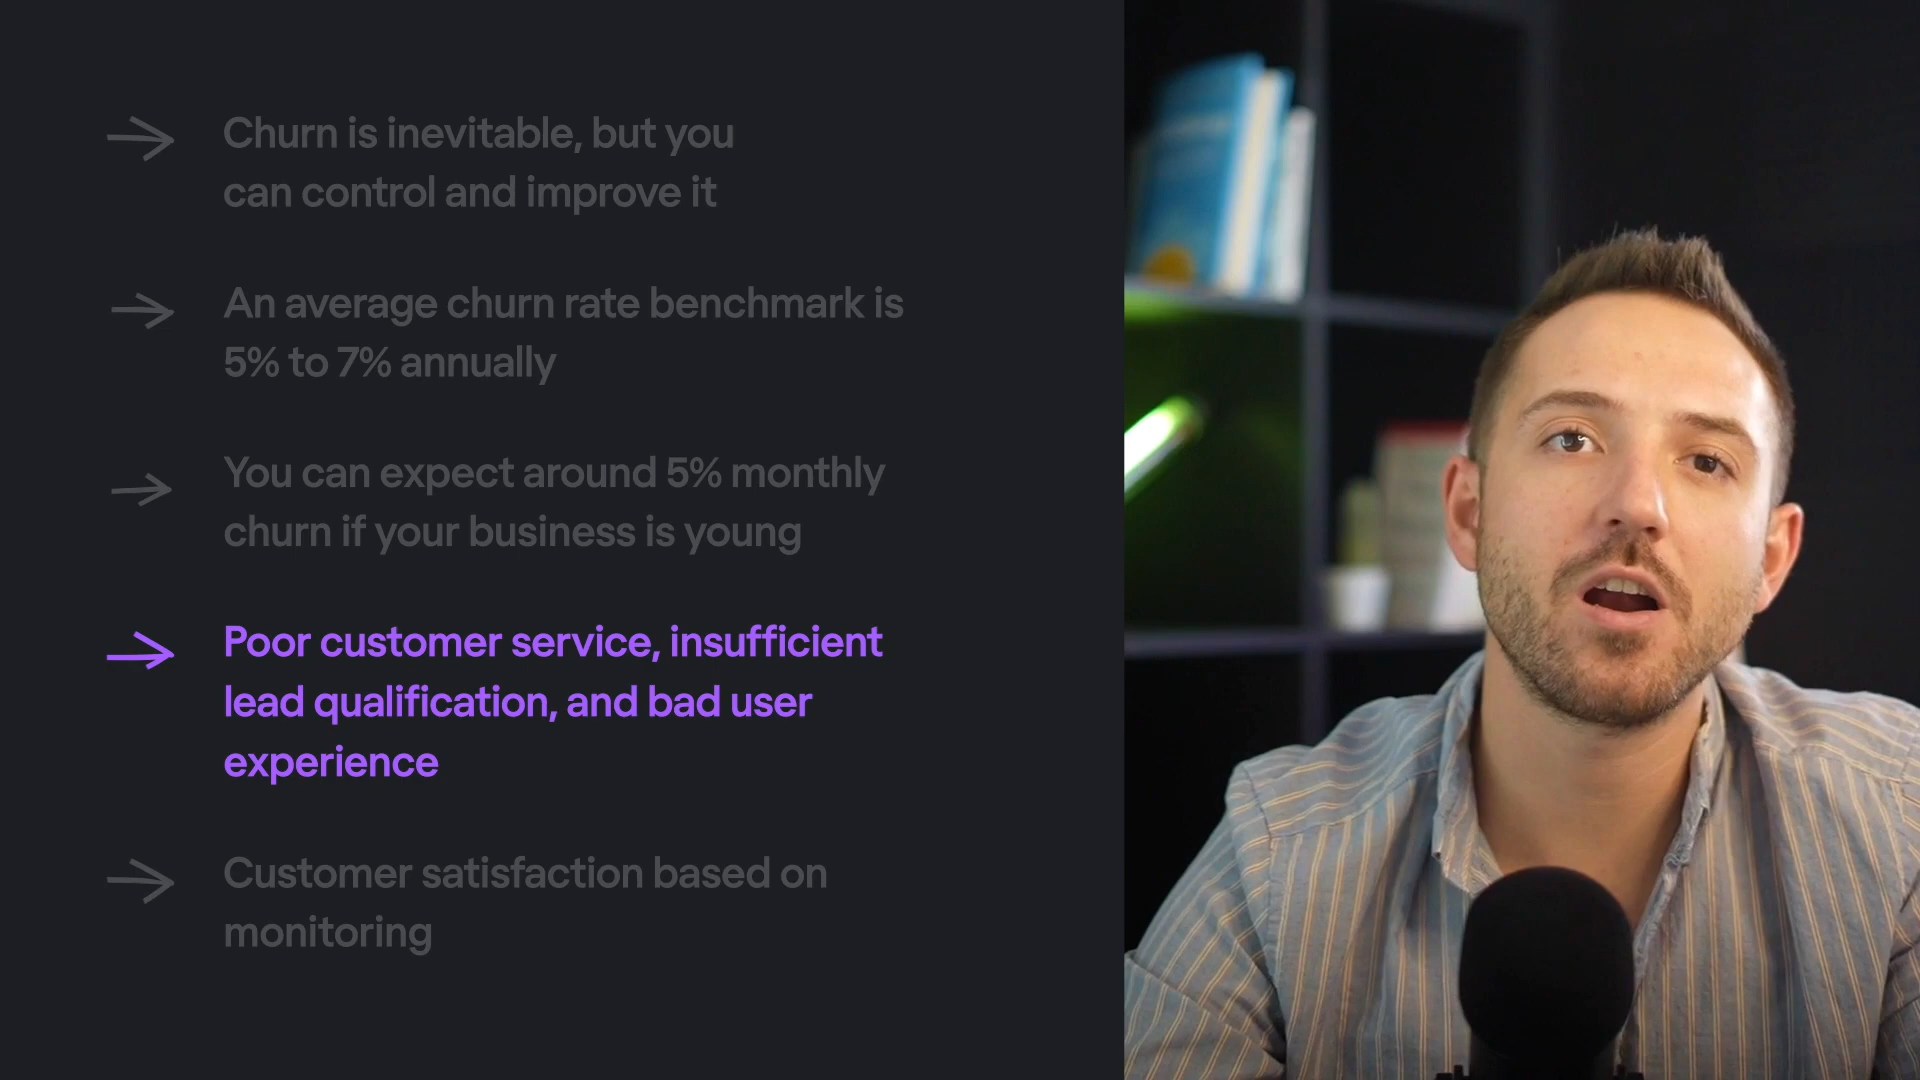 Churn is inevitable, but you
can control and improve it
An average churn rate benchmark is
5% to 7% annually
You can expect around 5% monthly
churn if your business is young
Poor customer service, insufficient
lead qualification, and bad user
experience
Customer satisfaction based on
monitoring